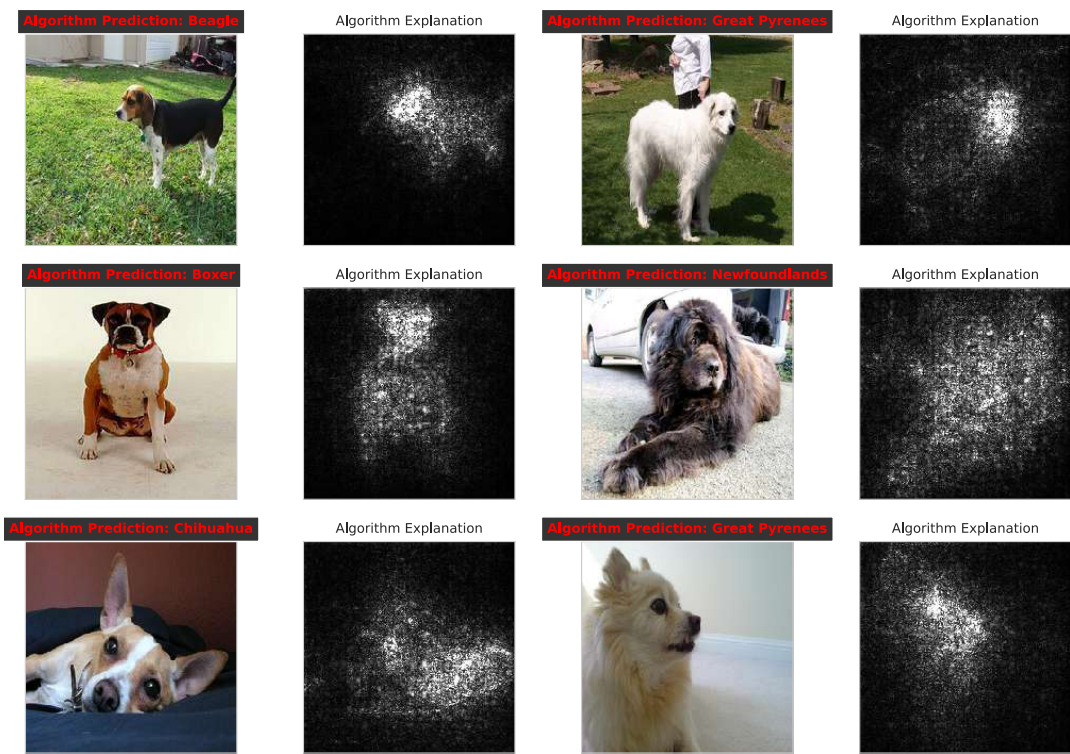 Algorithm Prediction: Beagle
Algorithm Explanation
Algorithm Prediction: Great Pyrenees
Algorithm Explanation
Algorithm Prediction: Boxer
Algorithm Explanation
Algorithm Prediction: Newfoundlands
Algorithm Explanation
Algorithm Prediction: Chihuahua
Algorithm Explanation
Algorithm Prediction: Great Pyrenees
Algorithm Explanation